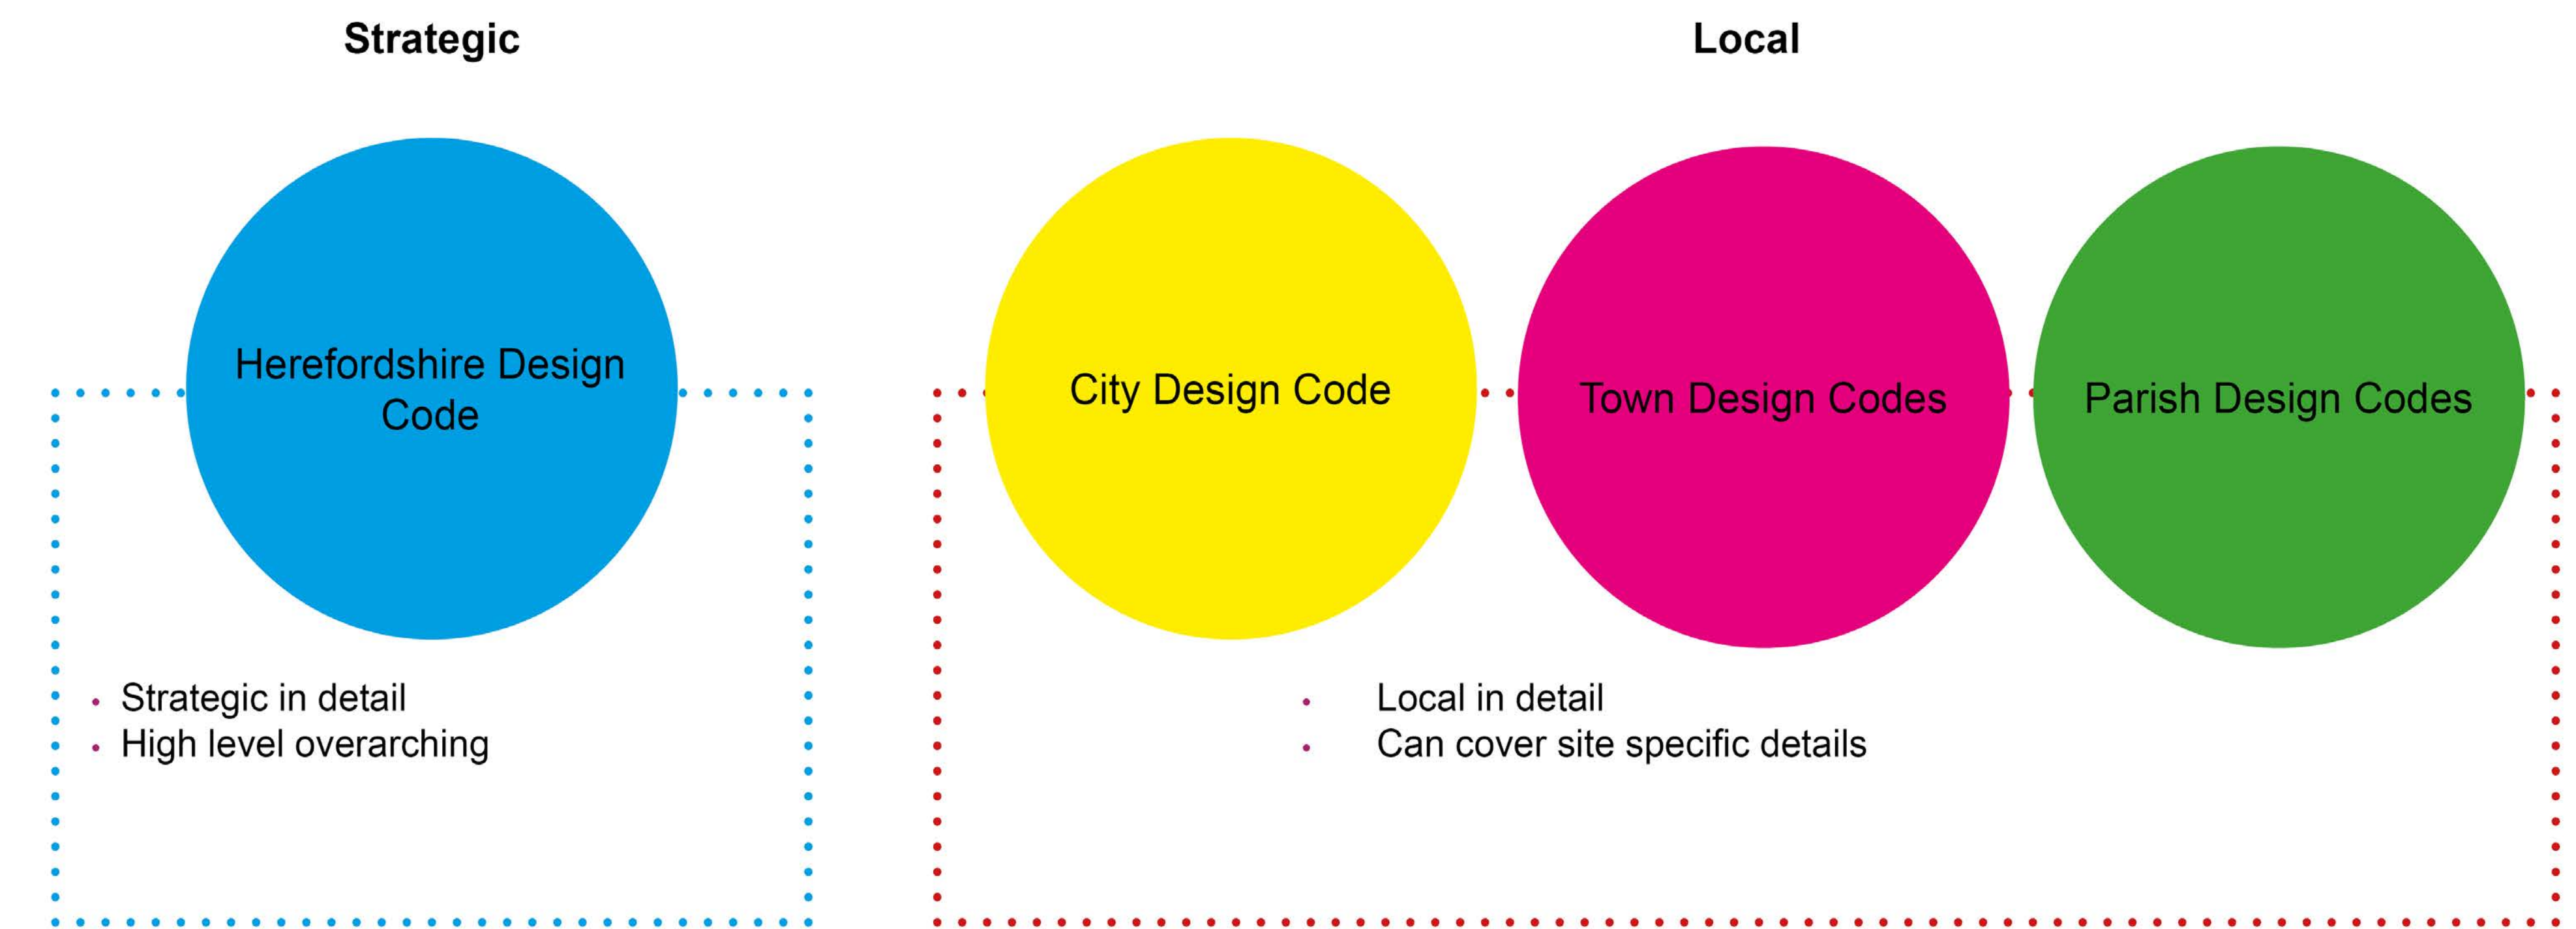 Strategic
Local
Herefordshire Design
Code
City Design Code
Town Design Codes
Parish Design Codes
• Strategic in detail
• High level overarching
• Local in detail
• Can cover site specific details